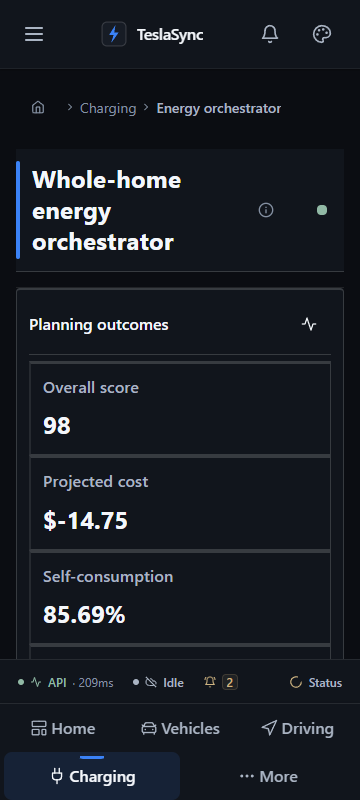 TeslaSync
Charging
Energy orchestrator
Whole-home
energy
orchestrator
Planning outcomes
Overall score
98
Projected cost
$-14.75
Self-consumption
85.69%
API · 209ms
Idle
2
Status
Home
Vehicles
Driving
Charging
More